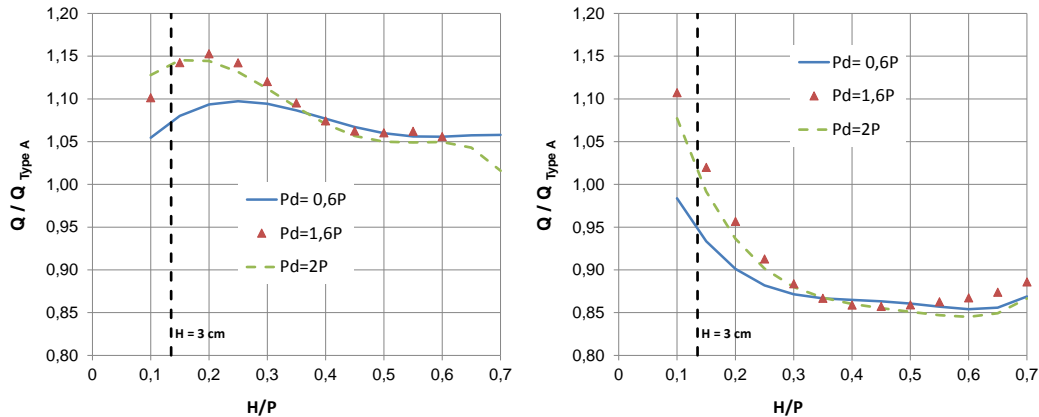 1,20
1,15
1,10
1,05
1,00
0,95
0,90
0,85
0,80
Q / Q Type A
Pd= 0,6P
Pd=1,6P
Pd=2P
H = 3 cm
0 0,1 0,2 0,3 0,4 0,5 0,6 0,7
H/P
1,20
1,15
1,10
1,05
1,00
0,95
0,90
0,85
0,80
Q / Q Type A
Pd= 0,6P
Pd=1,6P
Pd=2P
H = 3 cm
0 0,1 0,2 0,3 0,4 0,5 0,6 0,7
H/P